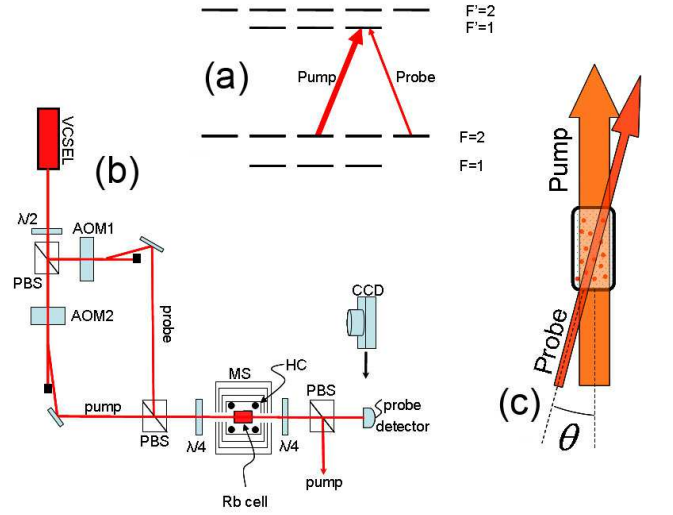 F'=2
F'=1
(a)
Pump
Probe
F=2
F=1
(b)
VCSEL
λ/2
AOM1
PBS
AOM2
probe
CCD
MS
HC
PBS
pump
PBS
λ/4
λ/4
probe
detector
Rb cell
pump
Pump
Probe
(c)
θ